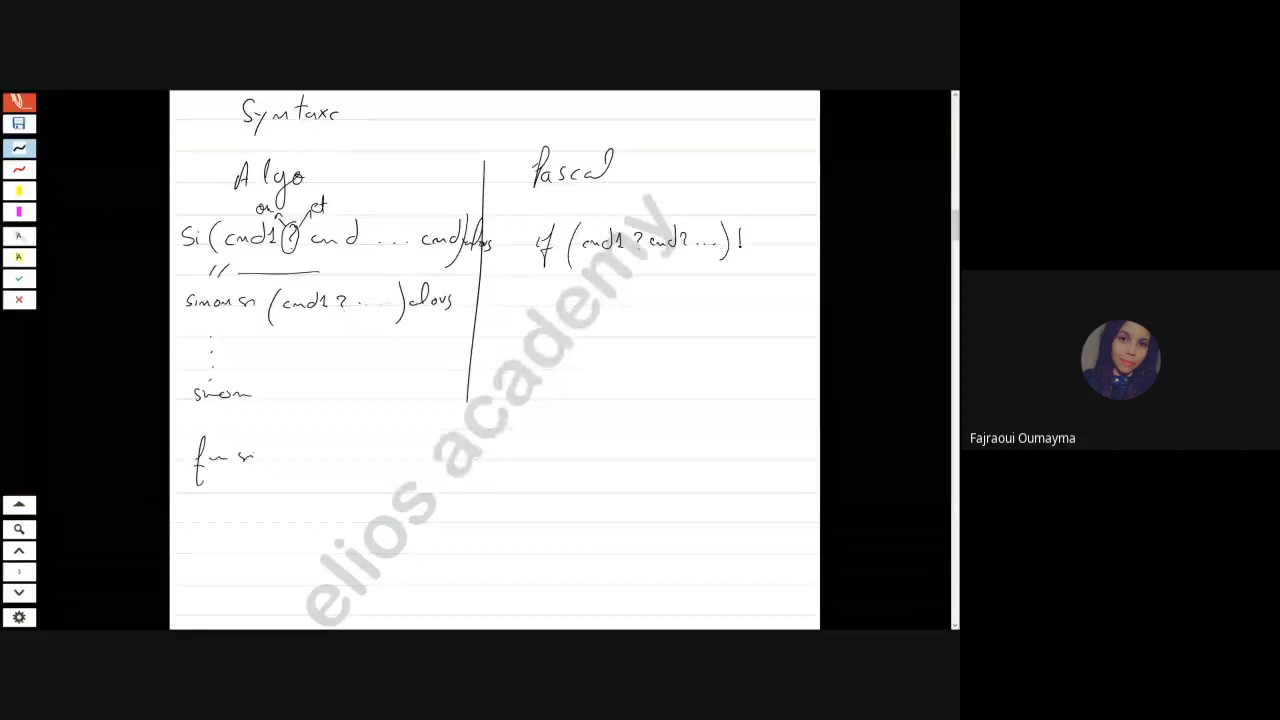 Syntaxe
Algo
ou et
Si (cnd1 ? cnd ... cnd) alors
//
sinon si (cnd1 ? ....) alors
sinon
fin si
Pascal
if (cnd1 ? cnd2 ...)
elios academy
Fajraoui Oumayma
3